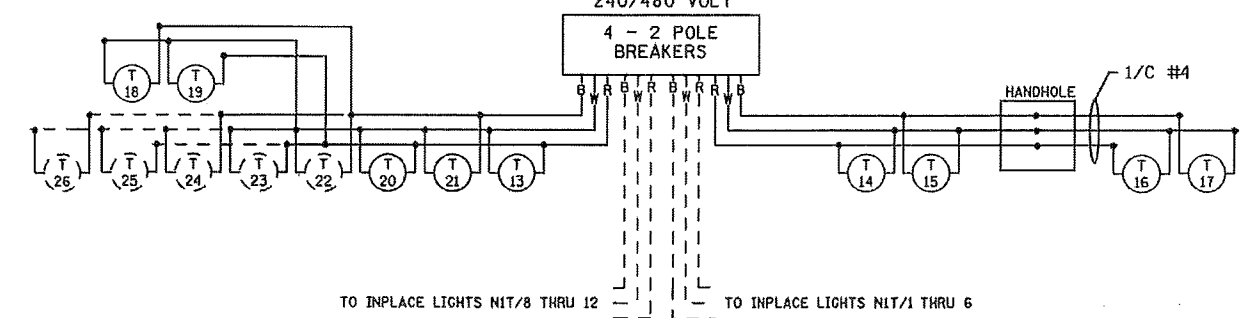 240/480 VOLT
4 - 2 POLE
BREAKERS
B W R B W R B W R R W B
1/C #4
HANDHOLE
T 18
T 19
T 26
T 25
T 24
T 23
T 22
T 20
T 21
T 13
T 14
T 15
T 16
T 17
TO INPLACE LIGHTS N1T/8 THRU 12
TO INPLACE LIGHTS N1T/1 THRU 6